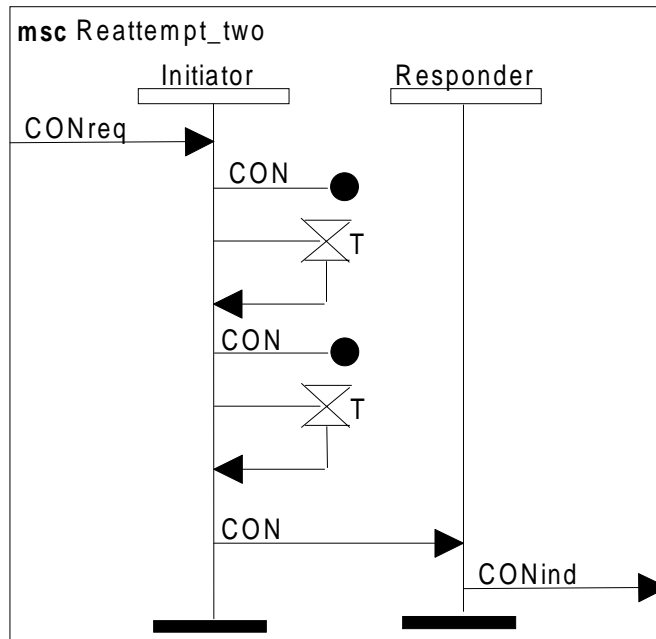 msc Reattempt_two
Initiator
Responder
CONreq
CON
T
CON
T
CON
CONind